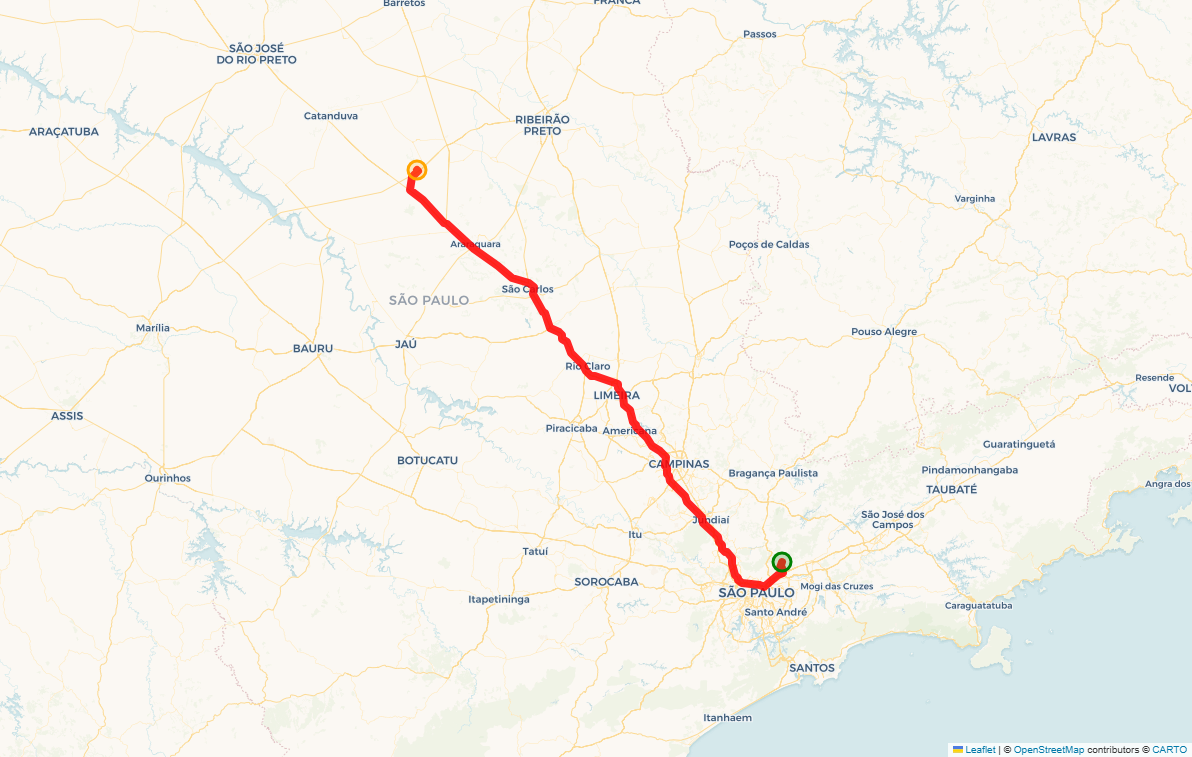 Barretos
FRANCA
Passos
SÃO JOSÉ
DO RIO PRETO
Catanduva
RIBEIRÃO
PRETO
ARAÇATUBA
LAVRAS
Varginha
Araraquara
Poços de Caldas
São Carlos
SÃO PAULO
Marília
Pouso Alegre
BAURU
JAÚ
Rio Claro
Resende
VOL
LIMEIRA
ASSIS
Piracicaba
Americana
Guaratinguetá
BOTUCATU
CAMPINAS
Bragança Paulista
Pindamonhangaba
Ourinhos
TAUBATÉ
Angra dos
Jundiaí
São José dos
Campos
Itu
Tatuí
SOROCABA
Mogi das Cruzes
SÃO PAULO
Itapetininga
Santo André
Caraguatatuba
SANTOS
Itanhaem
Leaflet | © OpenStreetMap contributors © CARTO